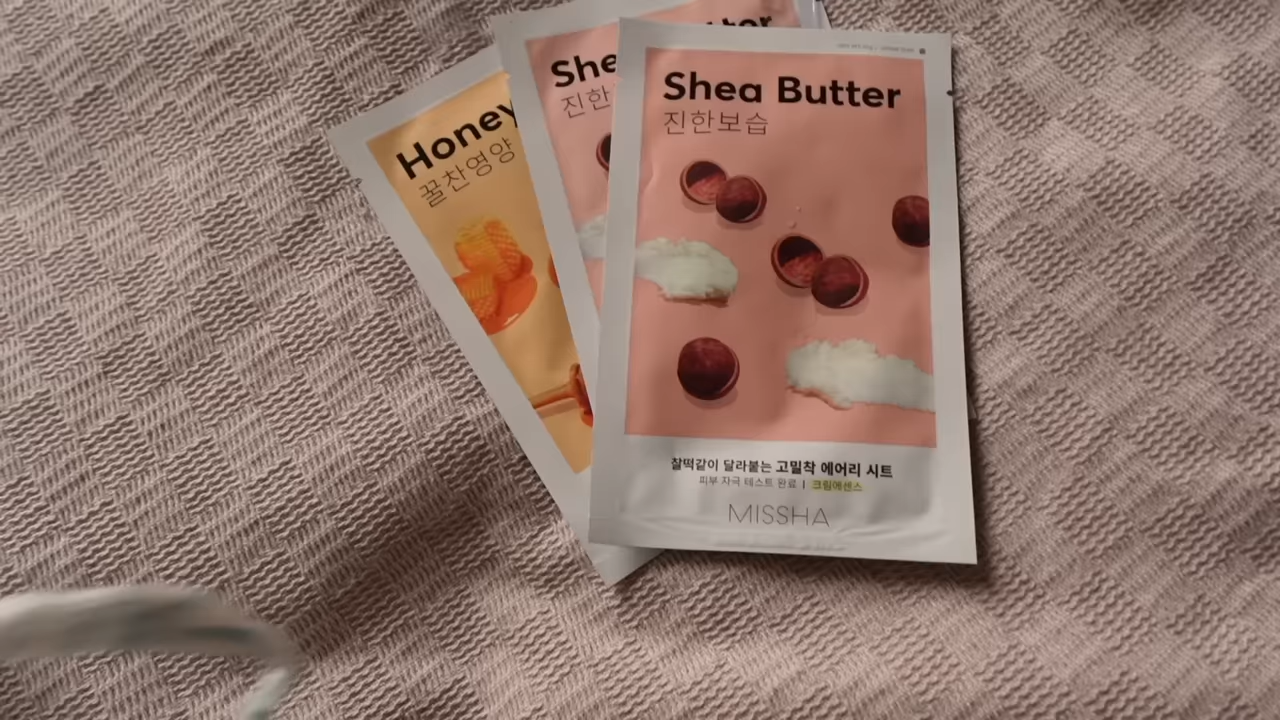 Honey
꿀찬영양
She
진한
tter
Shea Butter
진한보습
찰떡같이 달라붙는 고밀착 에어리 시트
피부 자극 테스트 완료 | 크림에센스
MISSHA